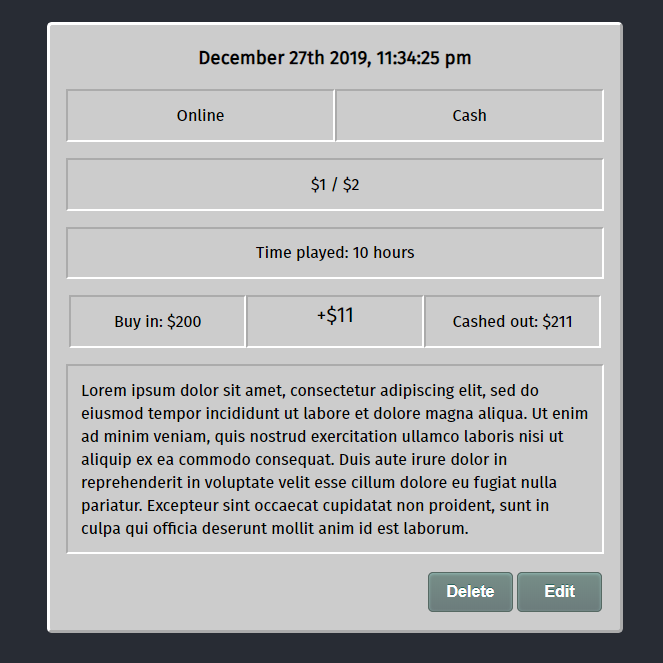 December 27th 2019, 11:34:25 pm
Online
Cash
$1 / $2
Time played: 10 hours
Buy in: $200
+$11
Cashed out: $211
Lorem ipsum dolor sit amet, consectetur adipiscing elit, sed do
eiusmod tempor incididunt ut labore et dolore magna aliqua. Ut enim
ad minim veniam, quis nostrud exercitation ullamco laboris nisi ut
aliquip ex ea commodo consequat. Duis aute irure dolor in
reprehenderit in voluptate velit esse cillum dolore eu fugiat nulla
pariatur. Excepteur sint occaecat cupidatat non proident, sunt in
culpa qui officia deserunt mollit anim id est laborum.
Delete
Edit